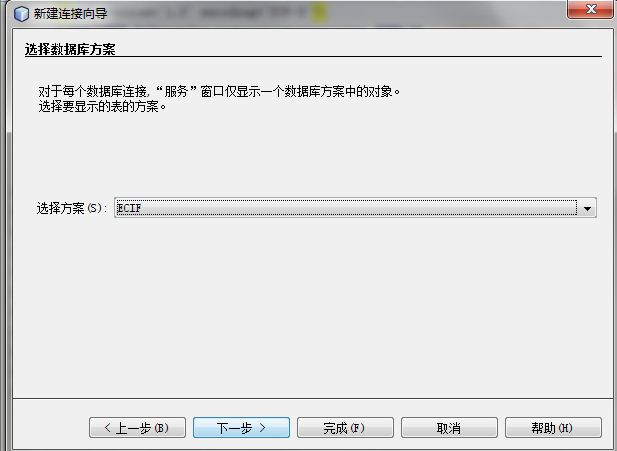 新建连接向导
选择数据库方案
对于每个数据库连接,“服务”窗口仅显示一个数据库方案中的对象。
选择要显示的表的方案。
选择方案(S): ECIF
< 上一步(B) 下一步 > 完成(F) 取消 帮助(H)